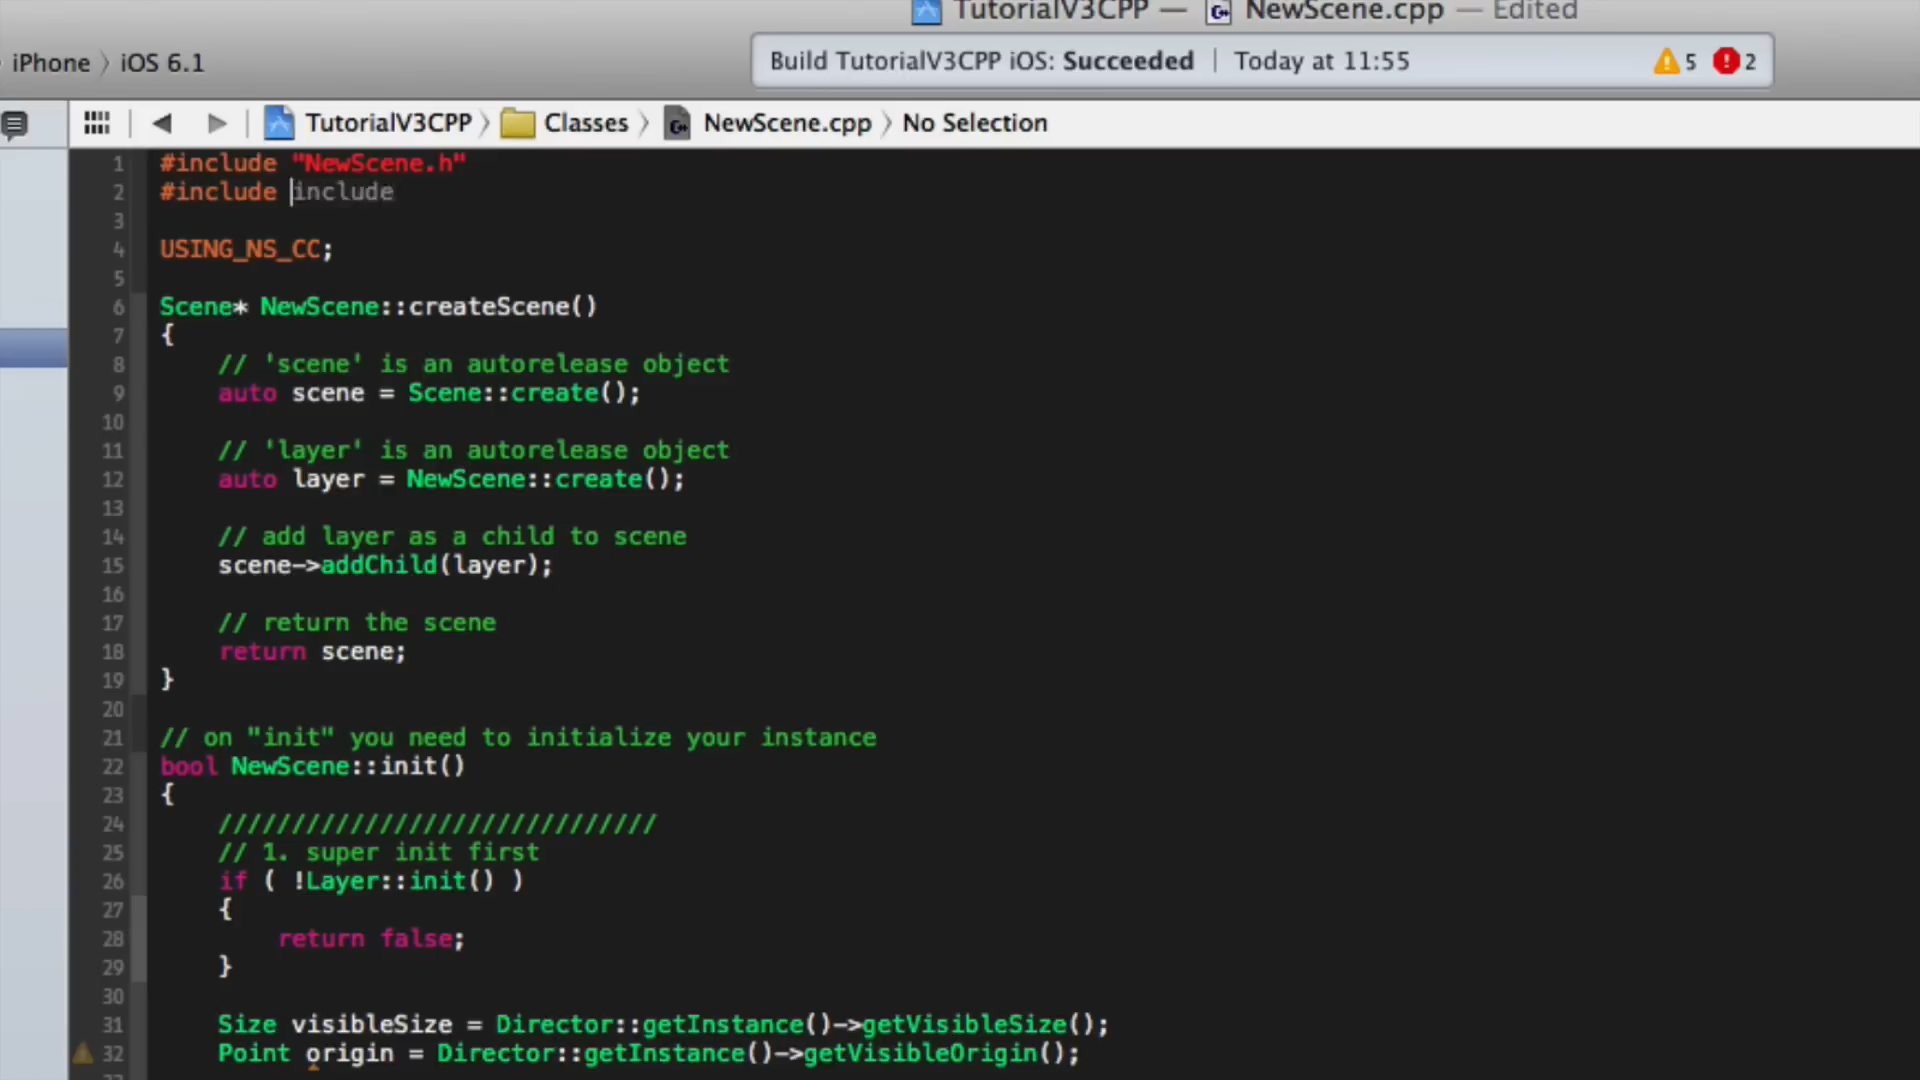 TutorialV3CPP — NewScene.cpp — Edited
iPhone 〉 iOS 6.1
Build TutorialV3CPP iOS: Succeeded | Today at 11:55 5 2
TutorialV3CPP 〉 Classes 〉 NewScene.cpp 〉 No Selection
1 #include "NewScene.h"
2 #include include
3
4 USING_NS_CC;
5
6 Scene* NewScene::createScene()
7 {
8 // 'scene' is an autorelease object
9 auto scene = Scene::create();
10
11 // 'layer' is an autorelease object
12 auto layer = NewScene::create();
13
14 // add layer as a child to scene
15 scene->addChild(layer);
16
17 // return the scene
18 return scene;
19 }
20
21 // on "init" you need to initialize your instance
22 bool NewScene::init()
23 {
24 //////////////////////////////
25 // 1. super init first
26 if ( !Layer::init() )
27 {
28 return false;
29 }
30
31 Size visibleSize = Director::getInstance()->getVisibleSize();
32 Point origin = Director::getInstance()->getVisibleOrigin();